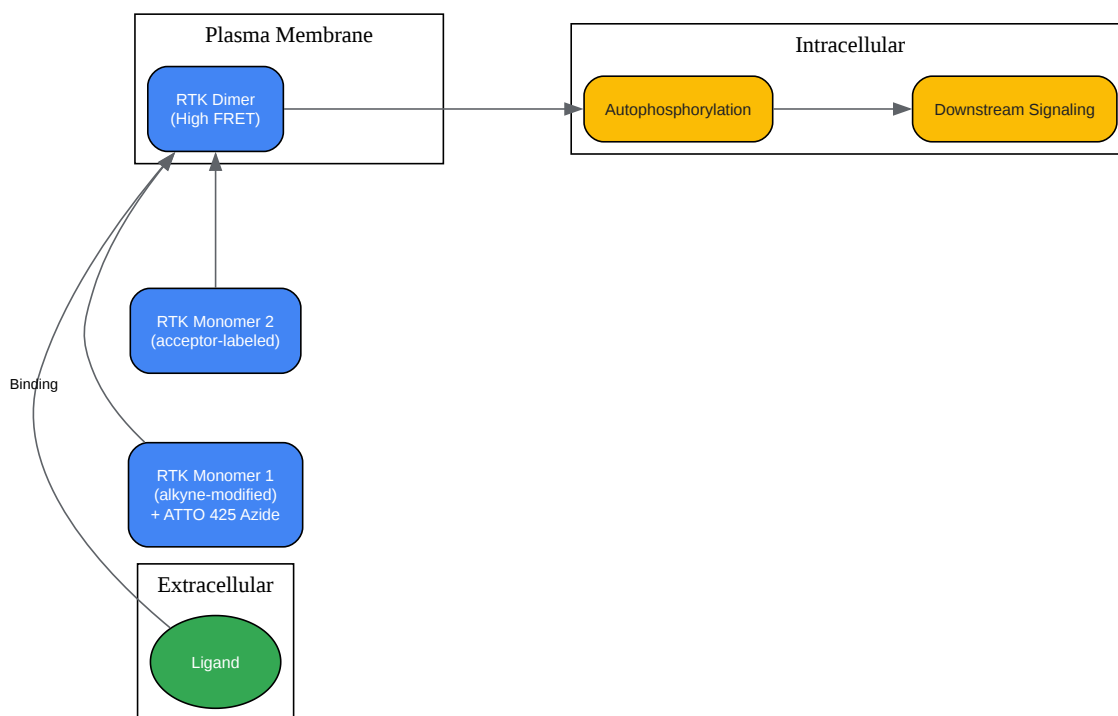 Plasma Membrane
RTK Dimer
(High FRET)
Intracellular
Autophosphorylation
Downstream Signaling
RTK Monomer 2
(acceptor-labeled)
Binding
RTK Monomer 1
(alkyne-modified)
+ ATTO 425 Azide
Extracellular
Ligand